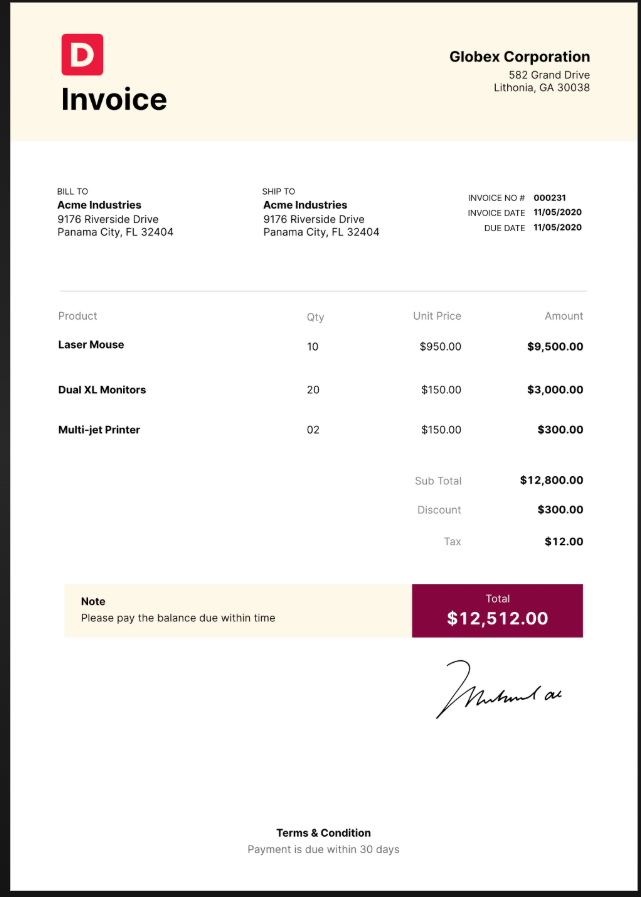 D
Invoice
Globex Corporation
582 Grand Drive
Lithonia, GA 30038
BILL TO
Acme Industries
9176 Riverside Drive
Panama City, FL 32404
SHIP TO
Acme Industries
9176 Riverside Drive
Panama City, FL 32404
INVOICE NO # 000231
INVOICE DATE 11/05/2020
DUE DATE 11/05/2020
Product Qty Unit Price Amount
Laser Mouse 10 $950.00 $9,500.00
Dual XL Monitors 20 $150.00 $3,000.00
Multi-jet Printer 02 $150.00 $300.00
Sub Total $12,800.00
Discount $300.00
Tax $12.00
Note
Please pay the balance due within time
Total
$12,512.00
Terms & Condition
Payment is due within 30 days